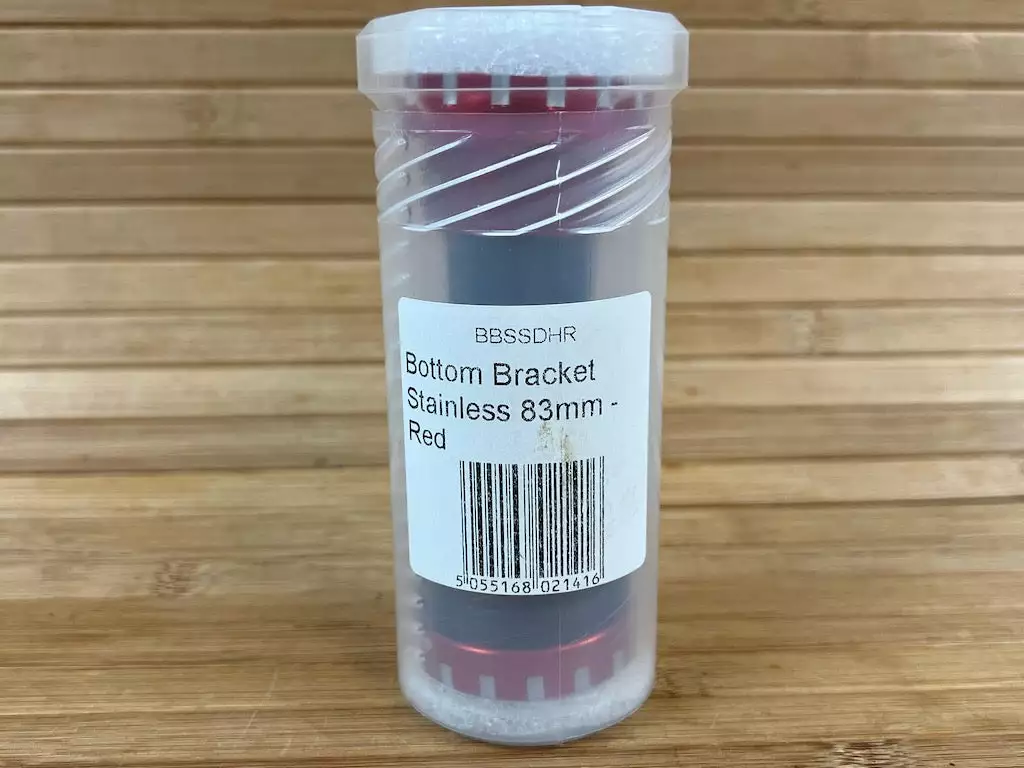 BBSSDHR
Bottom Bracket
Stainless 83mm -
Red
5 055168 021416